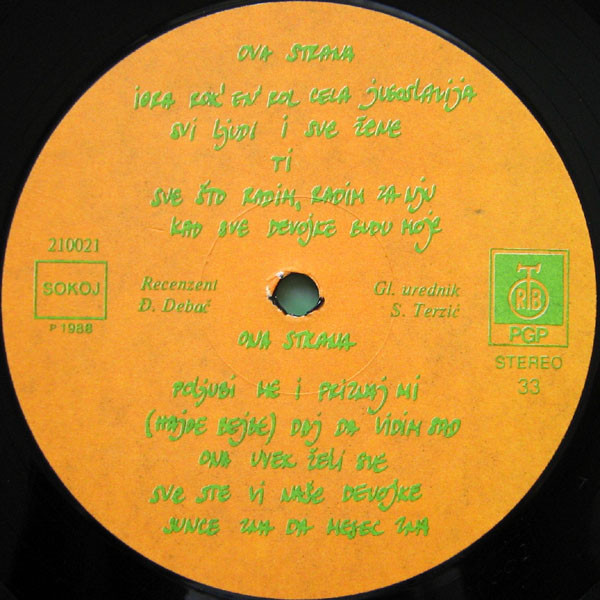 OVA STRANA
IGRA ROK' EN' ROL CELA JUGOSLAVIJA
SVI LJUDI I SVE ŽENE
TI
SVE ŠTO RADIM, RADIM ZA NJU
KAD SVE DEVOJKE BUDU MOJE
210021
SOKOJ
P 1988
Recenzent
Đ. Debač
Gl. urednik
S. Terzić
RTB
PGP
STEREO
33
ONA STRANA
POLJUBI ME I PRIZNAJ MI
(HAJDE BEJBE) DAJ DA VIDIM SAD
ONA UVEK ŽELI SVE
SVE STE VI NAŠE DEVOJKE
SUNCE ZNA DA MESEC ZNA